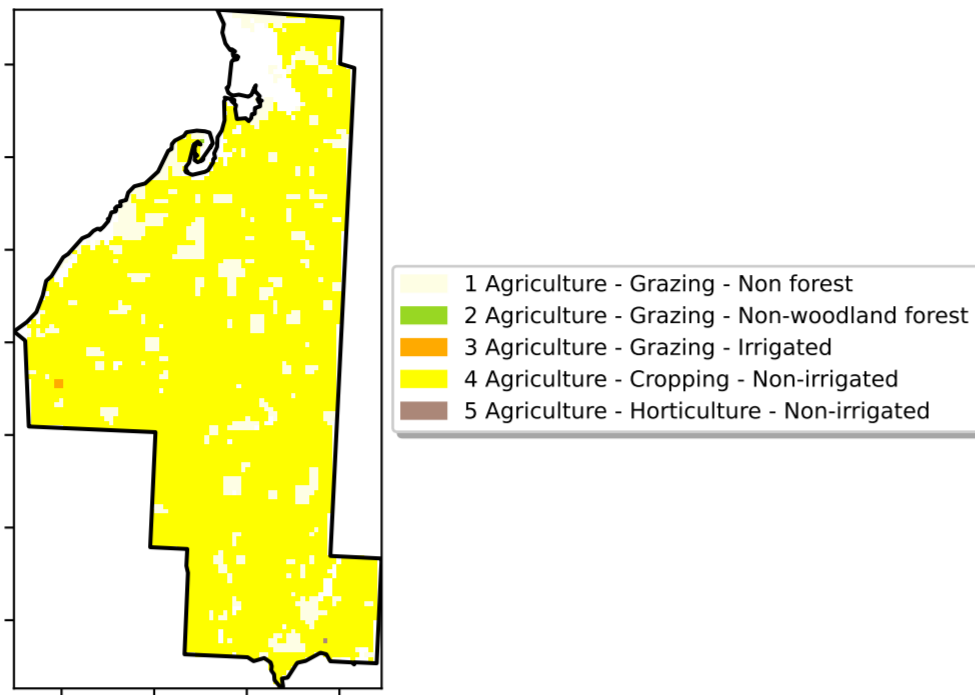 1 Agriculture - Grazing - Non forest
2 Agriculture - Grazing - Non-woodland forest
3 Agriculture - Grazing - Irrigated
4 Agriculture - Cropping - Non-irrigated
5 Agriculture - Horticulture - Non-irrigated